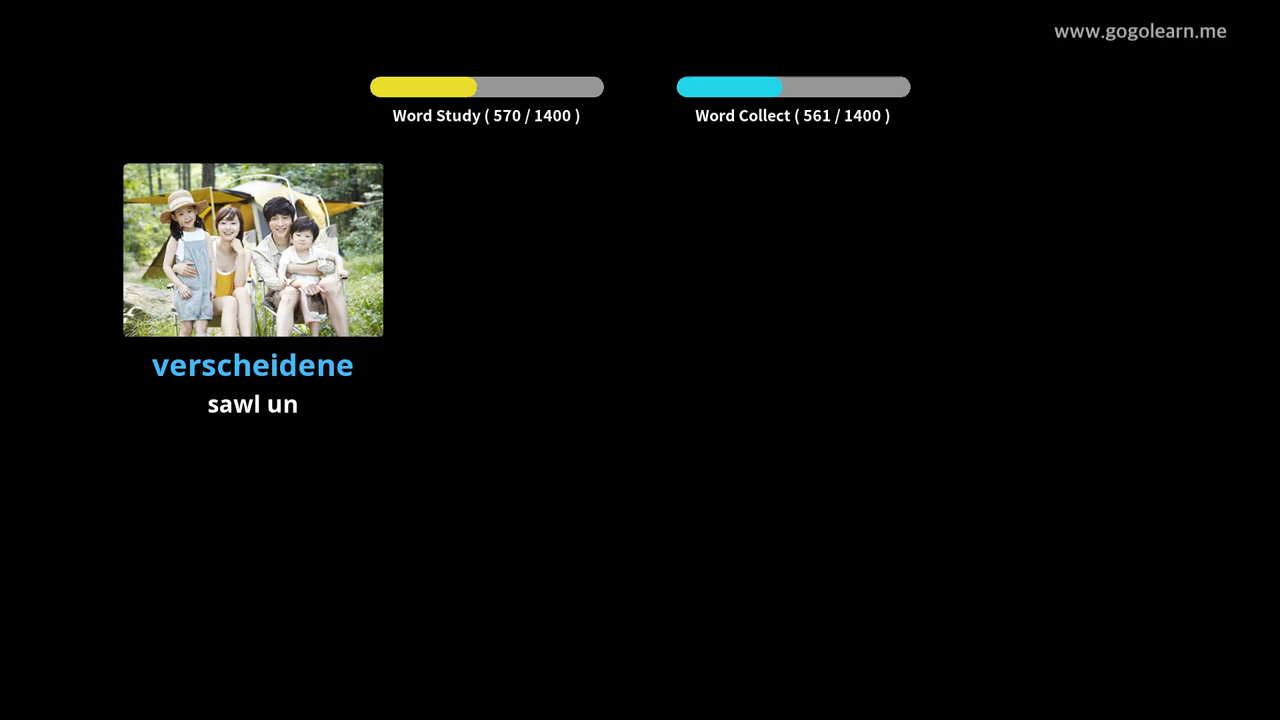 www.gogolearn.me
Word Study ( 570 / 1400 )
Word Collect ( 561 / 1400 )
verscheidene
sawl un